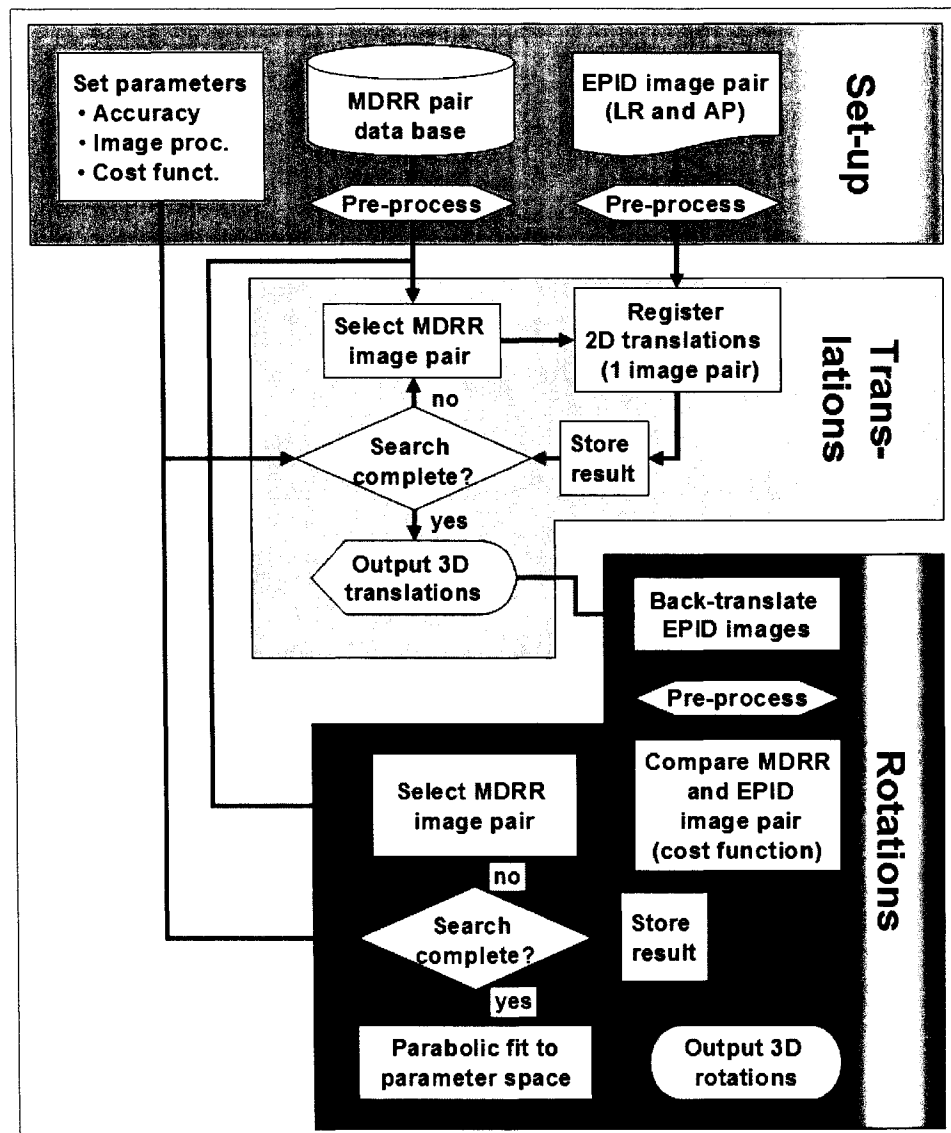 Set parameters
• Accuracy
• Image proc.
• Cost funct.
MDRR pair
data base
EPID image pair
(LR and AP)
Pre-process
Pre-process
Set-up
Select MDRR
image pair
Register
2D translations
(1 image pair)
no
Search
complete?
Store
result
yes
Output 3D
translations
Trans-
lations
Back-translate
EPID images
Pre-process
Select MDRR
image pair
Compare MDRR
and EPID
image pair
(cost function)
no
Search
complete?
Store
result
yes
Parabolic fit to
parameter space
Output 3D
rotations
Rotations